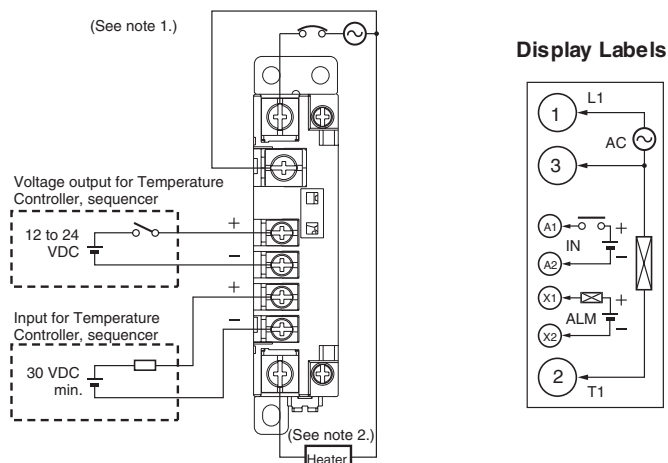 (See note 1.)
Voltage output for Temperature
Controller, sequencer
12 to 24
VDC
+
−
+
−
Input for Temperature
Controller, sequencer
30 VDC
min.
(See note 2.)
Heater
Display Labels
1
L1
AC
3
A1
+
IN
A2
−
X1
+
ALM
X2
−
2
T1